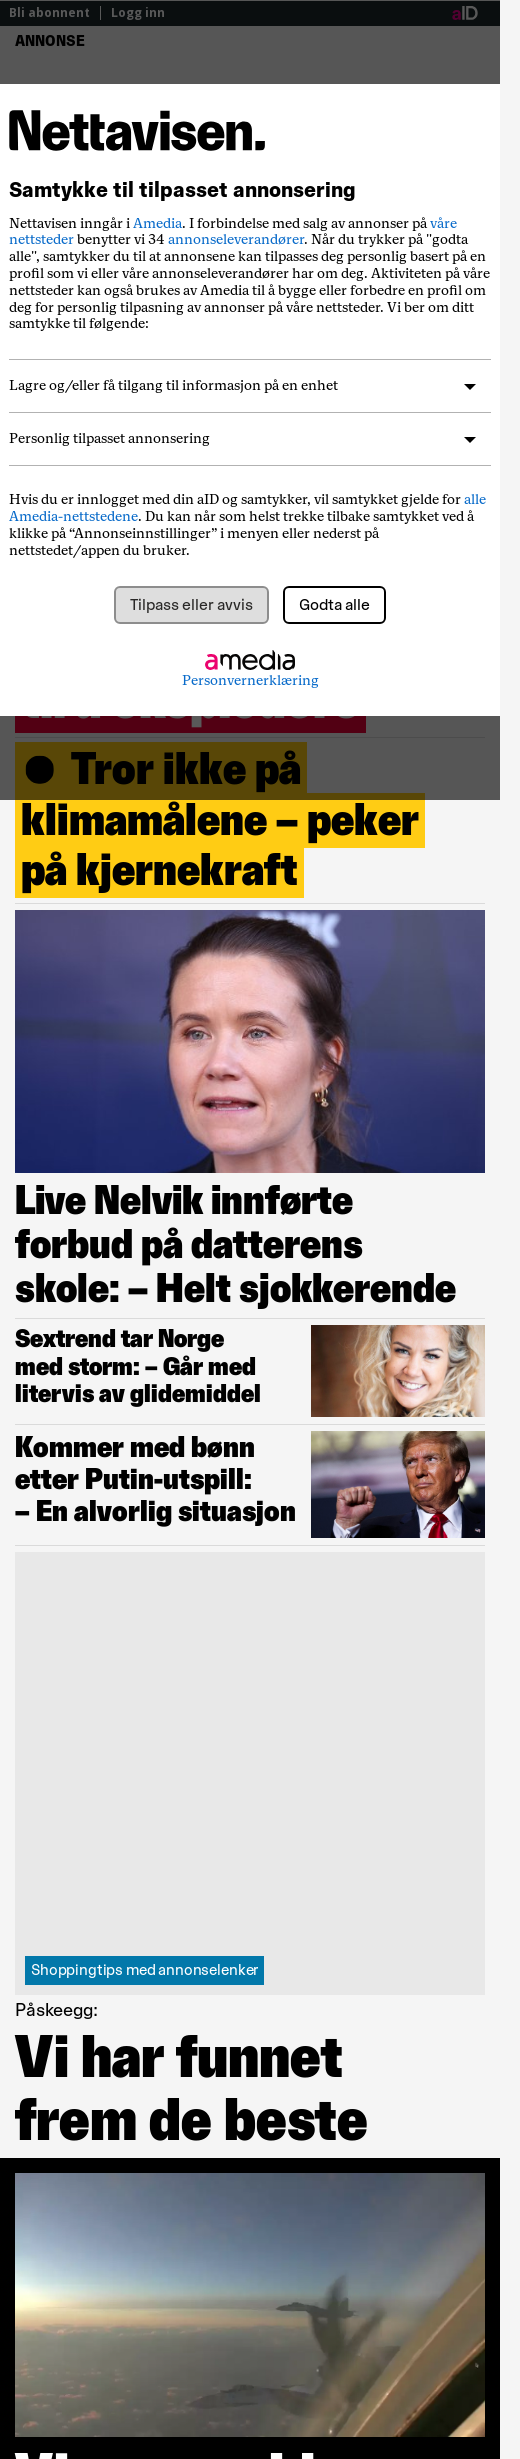 Bli abonnent | Logg inn
aID
ANNONSE
Nettavisen.
Samtykke til tilpasset annonsering
Nettavisen inngår i Amedia. I forbindelse med salg av annonser på våre
nettsteder benytter vi 34 annonseleverandører. Når du trykker på "godta
alle", samtykker du til at annonsene kan tilpasses deg personlig basert på en
profil som vi eller våre annonseleverandører har om deg. Aktiviteten på våre
nettsteder kan også brukes av Amedia til å bygge eller forbedre en profil om
deg for personlig tilpasning av annonser på våre nettsteder. Vi ber om ditt
samtykke til følgende:
Lagre og/eller få tilgang til informasjon på en enhet
Personlig tilpasset annonsering
Hvis du er innlogget med din aID og samtykker, vil samtykket gjelde for alle
Amedia-nettstedene. Du kan når som helst trekke tilbake samtykket ved å
klikke på “Annonseinnstillinger” i menyen eller nederst på
nettstedet/appen du bruker.
Tilpass eller avvis
Godta alle
amedia
Personvernerklæring
Tror ikke på
klimamålene – peker
på kjernekraft
Live Nelvik innførte
forbud på datterens
skole: – Helt sjokkerende
Sextrend tar Norge
med storm: – Går med
litervis av glidemiddel
Kommer med bønn
etter Putin-utspill:
– En alvorlig situasjon
Shoppingtips med annonselenker
Påskeegg:
Vi har funnet
frem de beste